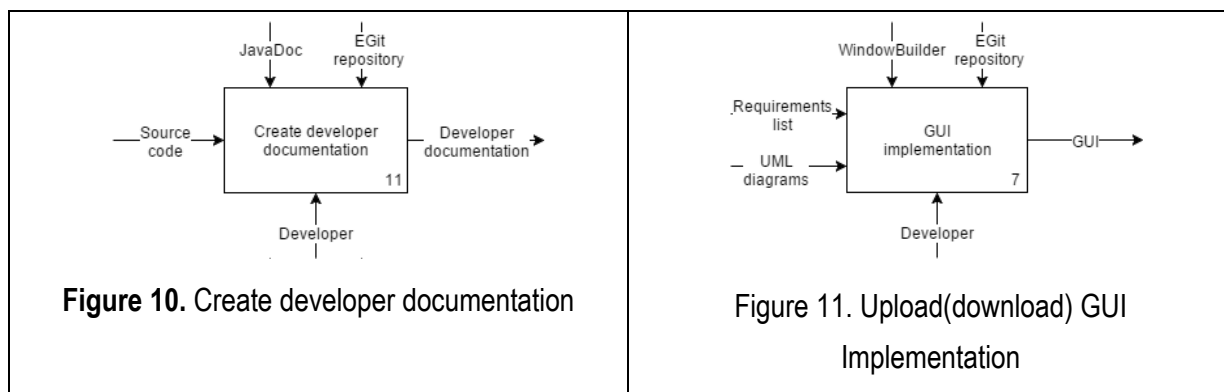 JavaDoc
EGit
repository
Source
code
Create developer
documentation
11
Developer
documentation
Developer
Figure 10. Create developer documentation
WindowBuilder
EGit
repository
Requirements
list
UML
diagrams
GUI
implementation
7
GUI
Developer
Figure 11. Upload(download) GUI
Implementation